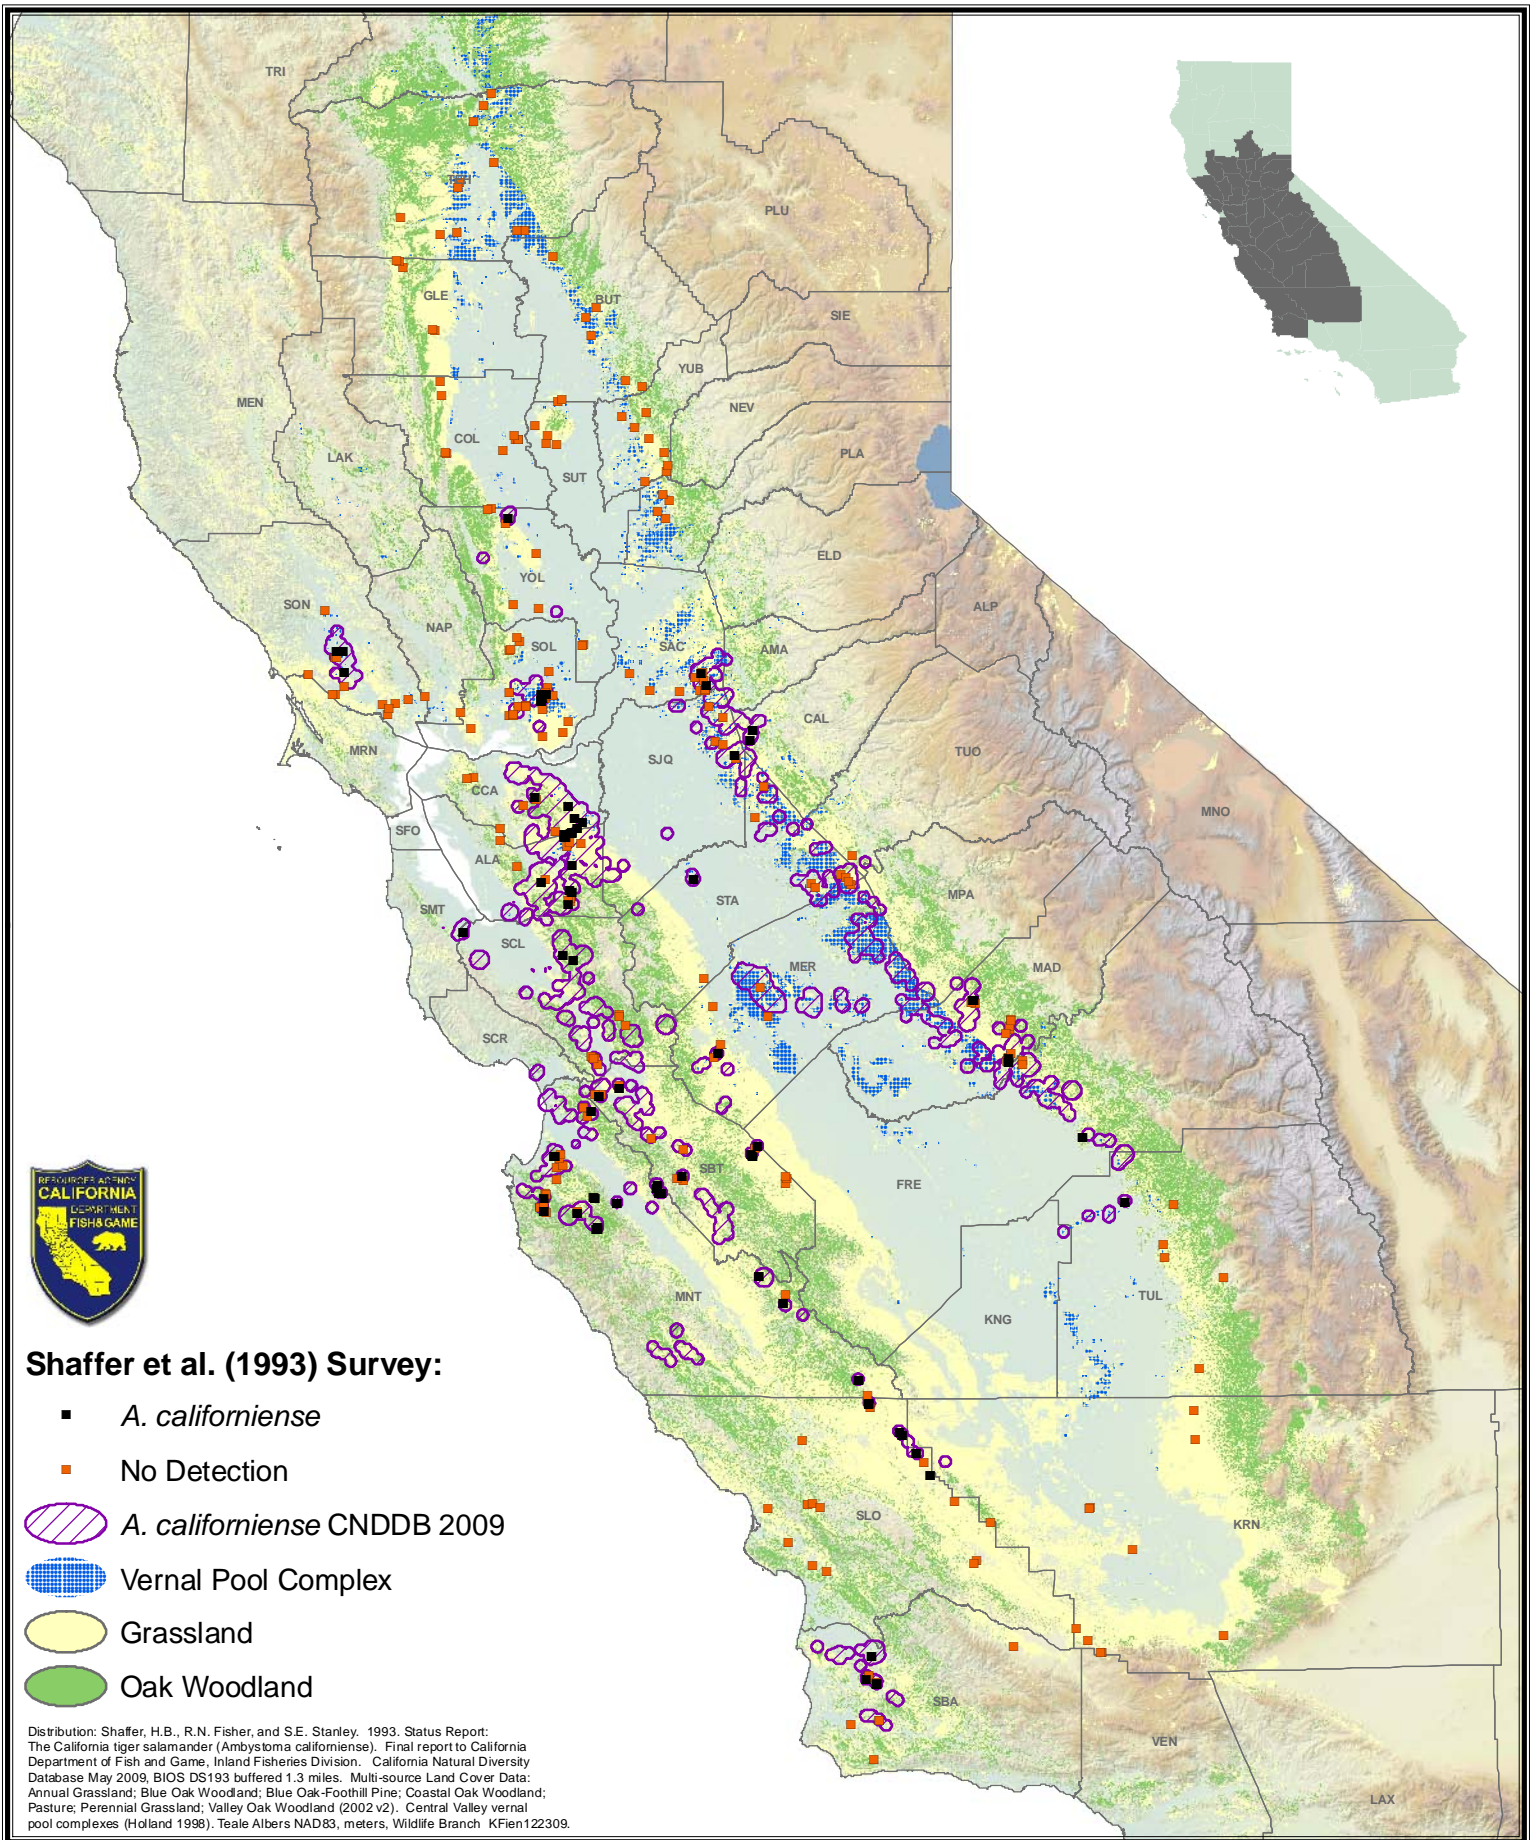 TRI
TEH
PLU
GLE
BUT
SIE
YUB
MEN
NEV
COL
PLA
LAK
SUT
ELD
YOL
SON
ALP
NAP
SOL
SAC
AMA
CAL
MRN
SJQ
TUO
CCA
MNO
SFO
ALA
STA
MPA
SMT
SCL
MER
MAD
SCR
SBT
FRE
MNT
KNG
TUL
SLO
KRN
SBA
VEN
LAX
RESOURCES AGENCY
CALIFORNIA
DEPARTMENT
FISH&GAME
Shaffer et al. (1993) Survey:
A. californiense
No Detection
A. californiense CNDDB 2009
Vernal Pool Complex
Grassland
Oak Woodland
Distribution: Shaffer, H.B., R.N. Fisher, and S.E. Stanley. 1993. Status Report:
The California tiger salamander (Ambystoma californiense). Final report to California
Department of Fish and Game, Inland Fisheries Division. California Natural Diversity
Database May 2009, BIOS DS193 buffered 1.3 miles. Multi-source Land Cover Data:
Annual Grassland; Blue Oak Woodland; Blue Oak-Foothill Pine; Coastal Oak Woodland;
Pasture; Perennial Grassland; Valley Oak Woodland (2002 v2). Central Valley vernal
pool complexes (Holland 1998). Teale Albers NAD83, meters, Wildlife Branch KFien122309.